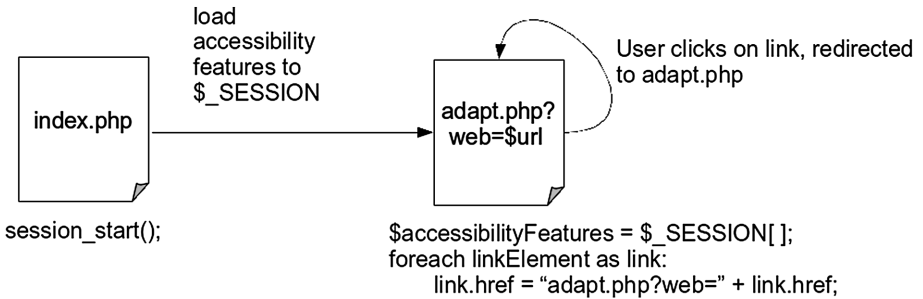 load
accessibility
features to
$_SESSION
User clicks on link, redirected
to adapt.php
index.php
adapt.php?
web=$url
session_start();
$accessibilityFeatures = $_SESSION[ ];
foreach linkElement as link:
link.href = “adapt.php?web=” + link.href;